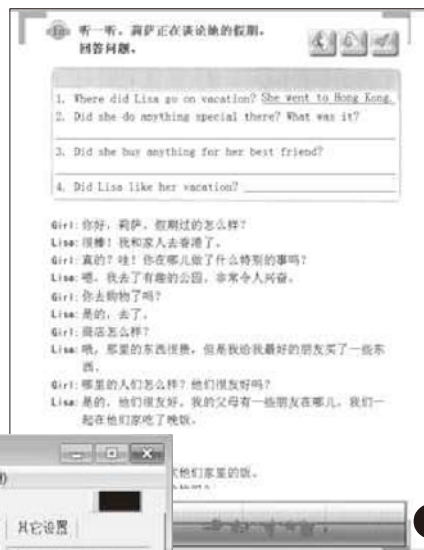 听一听。莉萨正在谈论她的假期。
回答问题。
1. Where did Lisa go on vacation? She went to Hong Kong.
2. Did she do anything special there? What was it?
3. Did she buy anything for her best friend?
4. Did Lisa like her vacation?
Girl: 你好, 莉萨。假期过的怎么样?
Lisa: 很棒! 我和家人去香港了。
Girl: 真的? 哇! 你在哪儿做了什么特别的事吗?
Lisa: 嗯, 我去了有趣的公园, 非常令人兴奋。
Girl: 你去购物了吗?
Lisa: 是的, 去了。
Girl: 商店怎么样?
Lisa: 哦, 那里的东西很贵, 但是我给我最好的朋友买了一些东
西。
Girl: 哪里的人们怎么样? 他们很友好吗?
Lisa: 是的, 他们很友好。我的父母有一些朋友在哪儿。我们一
起在他们家吃了晚饭。
他们家里的饭。
其它设置